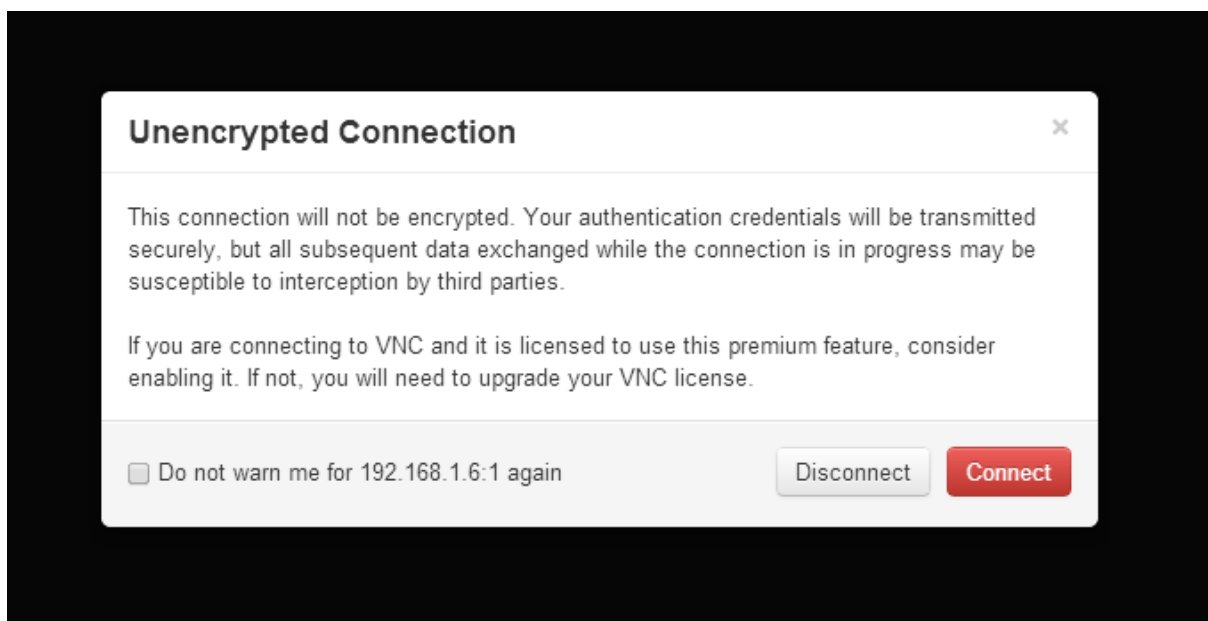 Unencrypted Connection ×
This connection will not be encrypted. Your authentication credentials will be transmitted
securely, but all subsequent data exchanged while the connection is in progress may be
susceptible to interception by third parties.
If you are connecting to VNC and it is licensed to use this premium feature, consider
enabling it. If not, you will need to upgrade your VNC license.
Do not warn me for 192.168.1.6:1 again Disconnect Connect